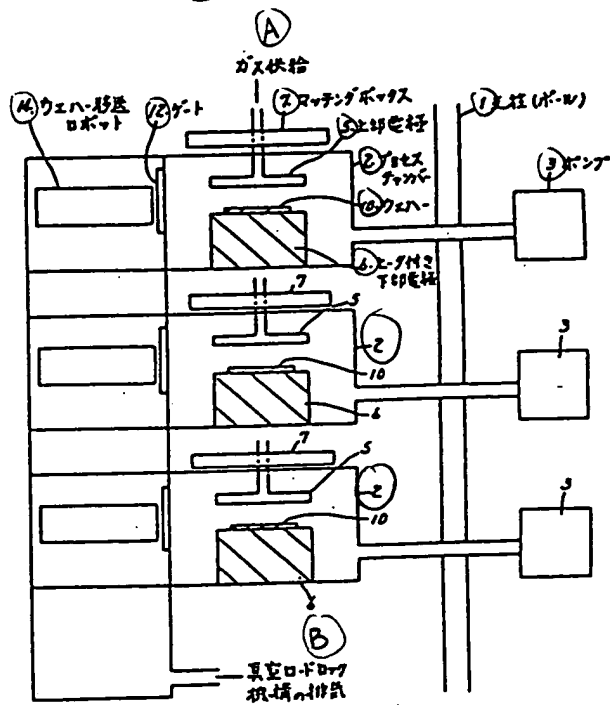 A
ガス供給
14. ウェハー移送
ロボット
12. ゲート
7 マッチングボックス
5 上部電極
1 支柱(ポール)
2 プロセス
チャンバー
3 ポンプ
10. ウェハー
6. ヒータ付き
下部電極
7
5
2
10
6
3
7
5
2
10
3
6
B
真空ロードロック
機構の排気